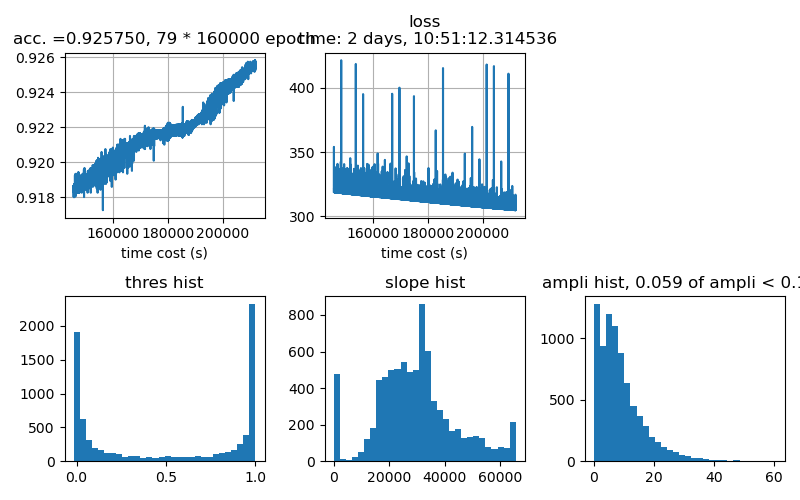 loss
acc. =0.925750, 79 * 160000 epoch
time: 2 days, 10:51:12.314536
0.926
0.924
0.922
0.920
0.918
160000 180000 200000
time cost (s)
400
350
300
160000 180000 200000
time cost (s)
thres hist
2000
1500
1000
500
0
0.0 0.5 1.0
slope hist
800
600
400
200
0
0 20000 40000 60000
ampli hist, 0.059 of ampli < 0.1
1000
500
0
0 20 40 60